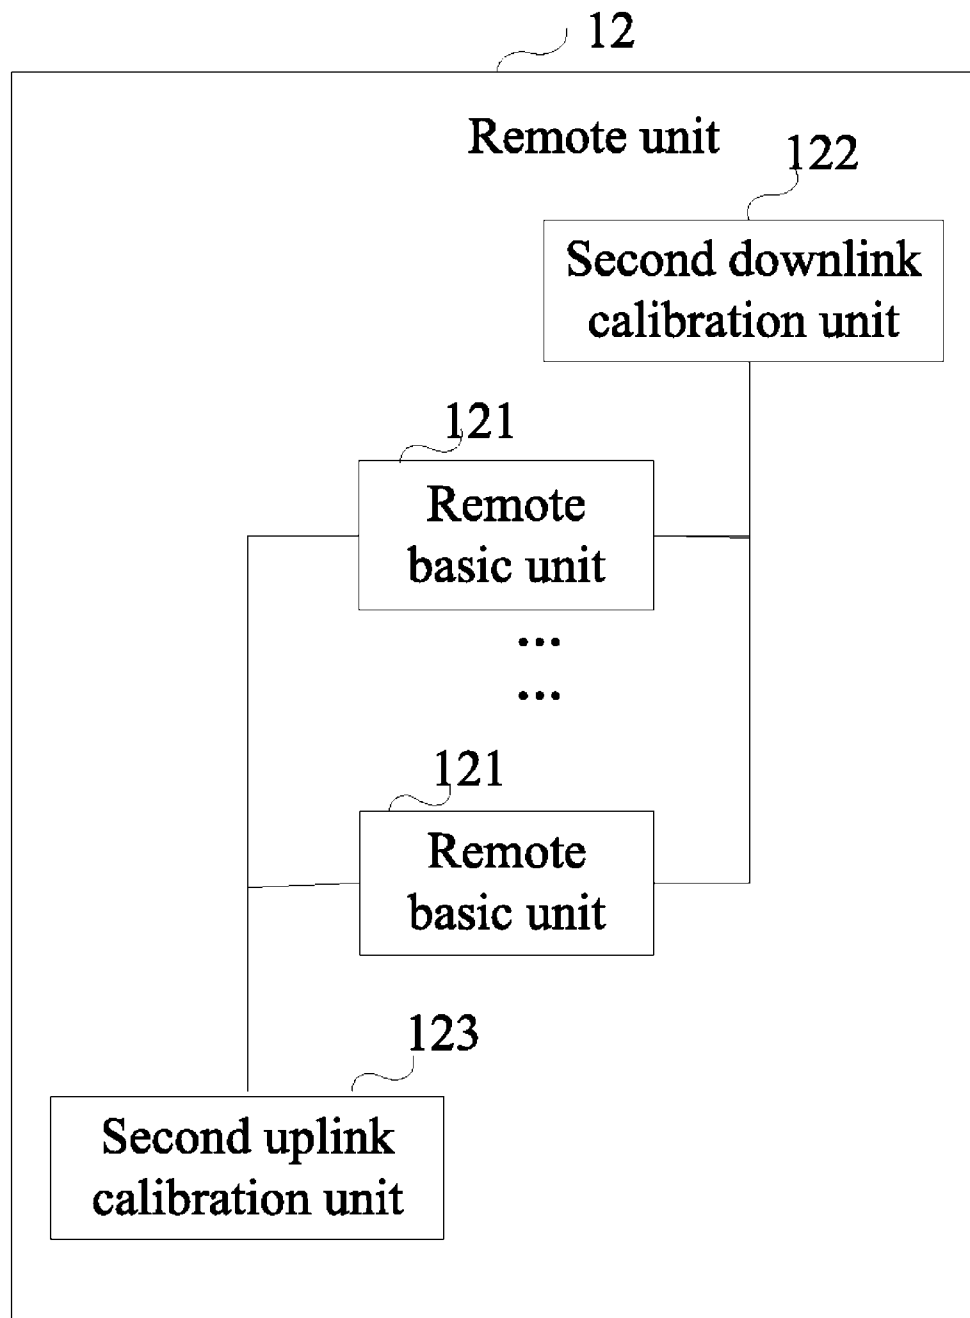 12
Remote unit
122
Second downlink
calibration unit
121
Remote
basic unit
...
...
121
Remote
basic unit
123
Second uplink
calibration unit